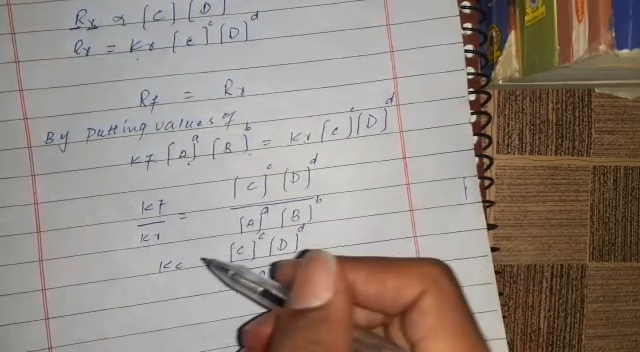 Rr ∝ [C]^c [D]^d
Rr = Kr [C]^c [D]^d
Rf = Rr
By putting values of
Kf [A]^a [B]^b = Kr [C]^c [D]^d
Kf/Kr = [C]^c [D]^d / [A]^a [B]^b
Kc [C]^c [D]^d